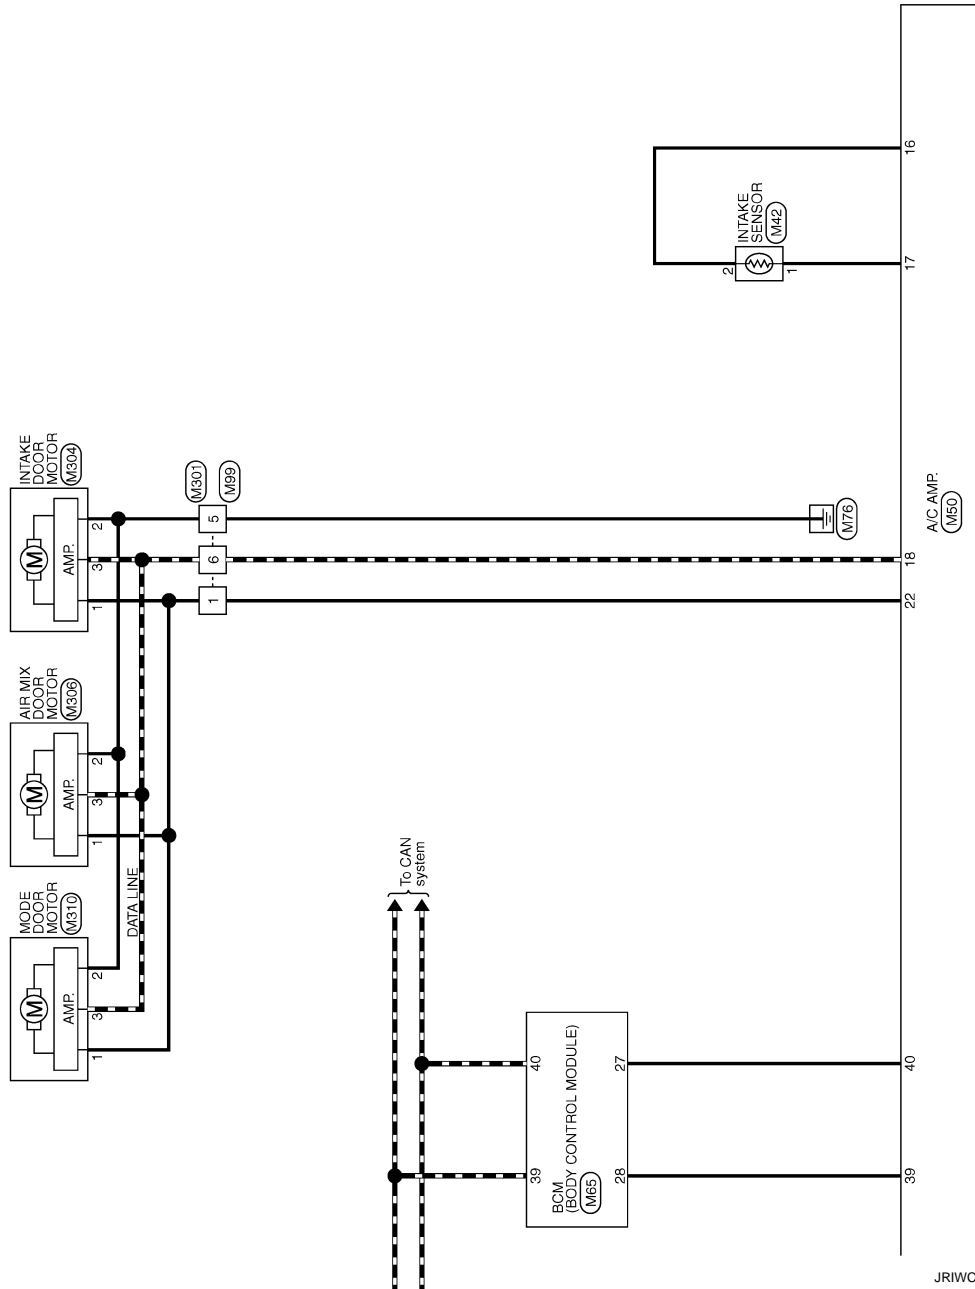 INTAKE
DOOR
MOTOR
M304
AMP.
M
1
3
2
AIR MIX
DOOR
MOTOR
M306
AMP.
M
1
3
2
MODE
DOOR
MOTOR
M310
AMP.
M
1
3
2
DATA LINE
M301
M99
5
6
1
M76
INTAKE
SENSOR
M42
2
1
16
17
18
22
A/C AMP.
M50
To CAN
system
BCM
(BODY CONTROL MODULE)
M65
39
40
28
27
39
40
JRIWC